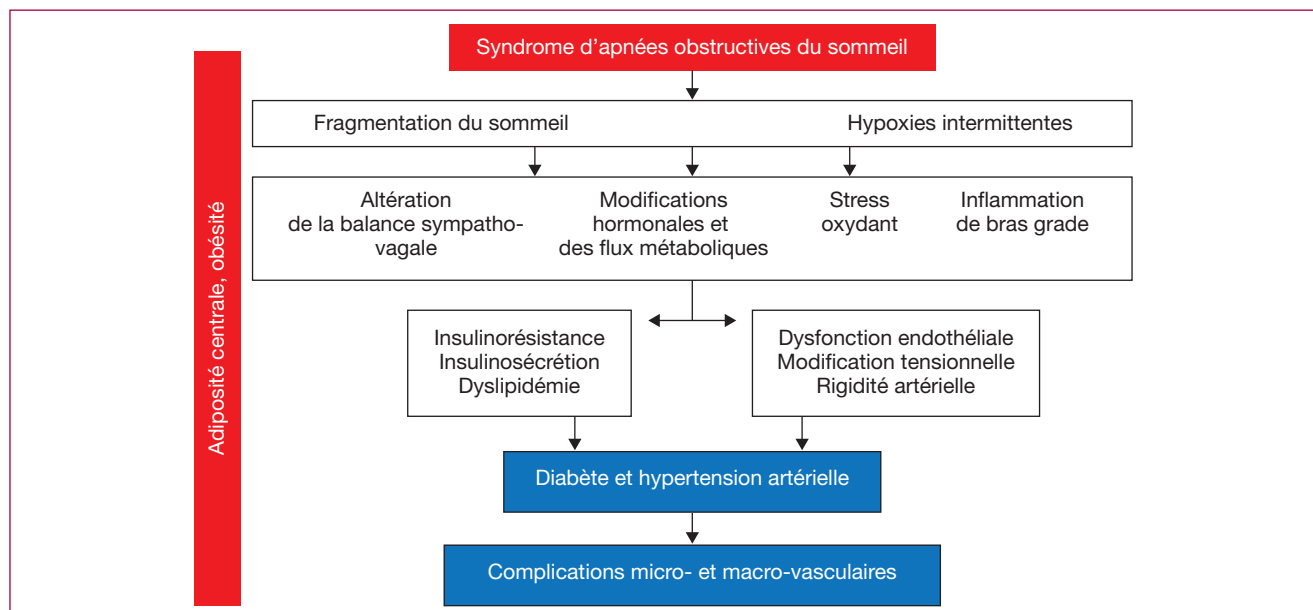 Adiposité centrale, obésité
Syndrome d'apnées obstructives du sommeil
Fragmentation du sommeil
Hypoxies intermittentes
Altération
de la balance sympatho-
vagale
Modifications
hormonales et
des flux métaboliques
Stress
oxydant
Inflammation
de bras grade
Insulinorésistance
Insulinosécrétion
Dyslipidémie
Dysfonction endothéliale
Modification tensionnelle
Rigidité artérielle
Diabète et hypertension artérielle
Complications micro- et macro-vasculaires